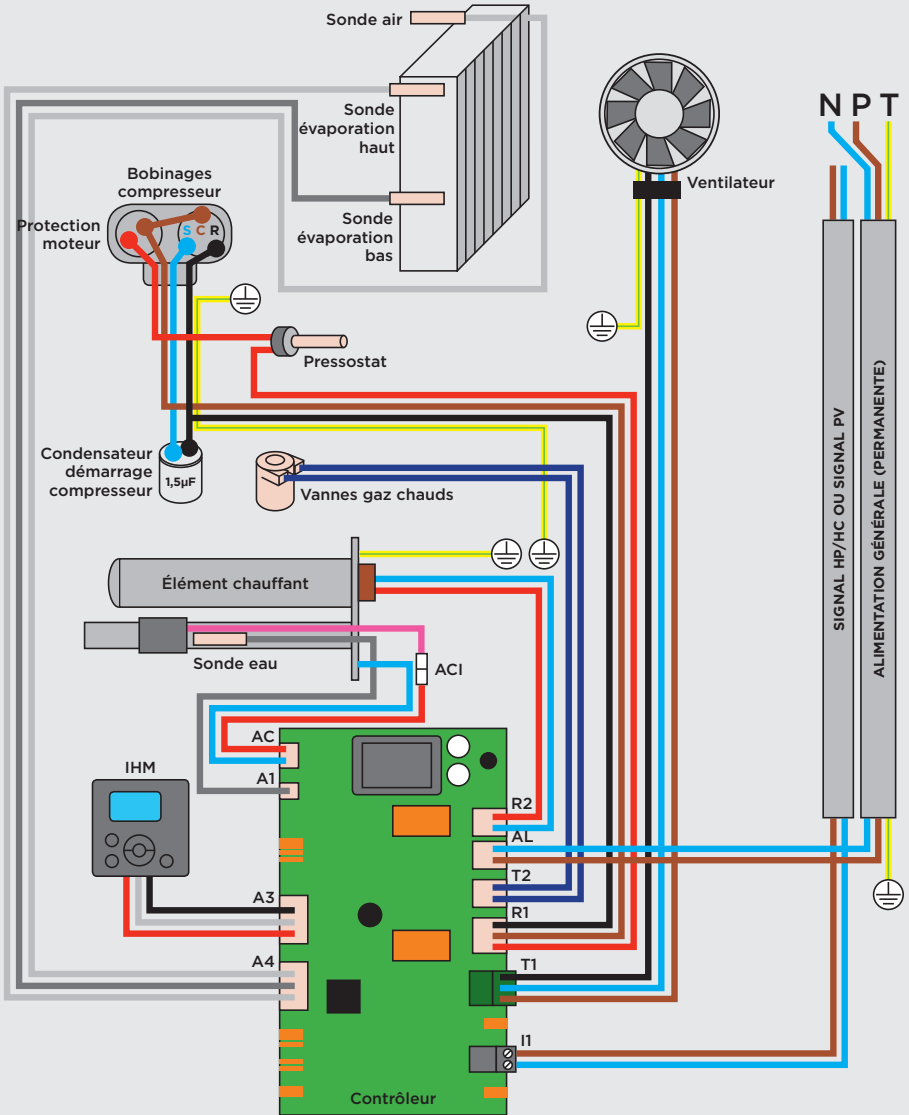 Sonde air
N P T
Sonde
évaporation
haut
Ventilateur
Bobinages
compresseur
Protection
moteur
S C R
Sonde
évaporation
bas
Pressostat
Condensateur
démarrage
compresseur
1,5µF
Vannes gaz chauds
SIGNAL HP/HC OU SIGNAL PV
ALIMENTATION GÉNÉRALE (PERMANENTE)
Élément chauffant
Sonde eau
ACI
AC
A1
IHM
R2
AL
T2
A3
R1
A4
T1
I1
Contrôleur